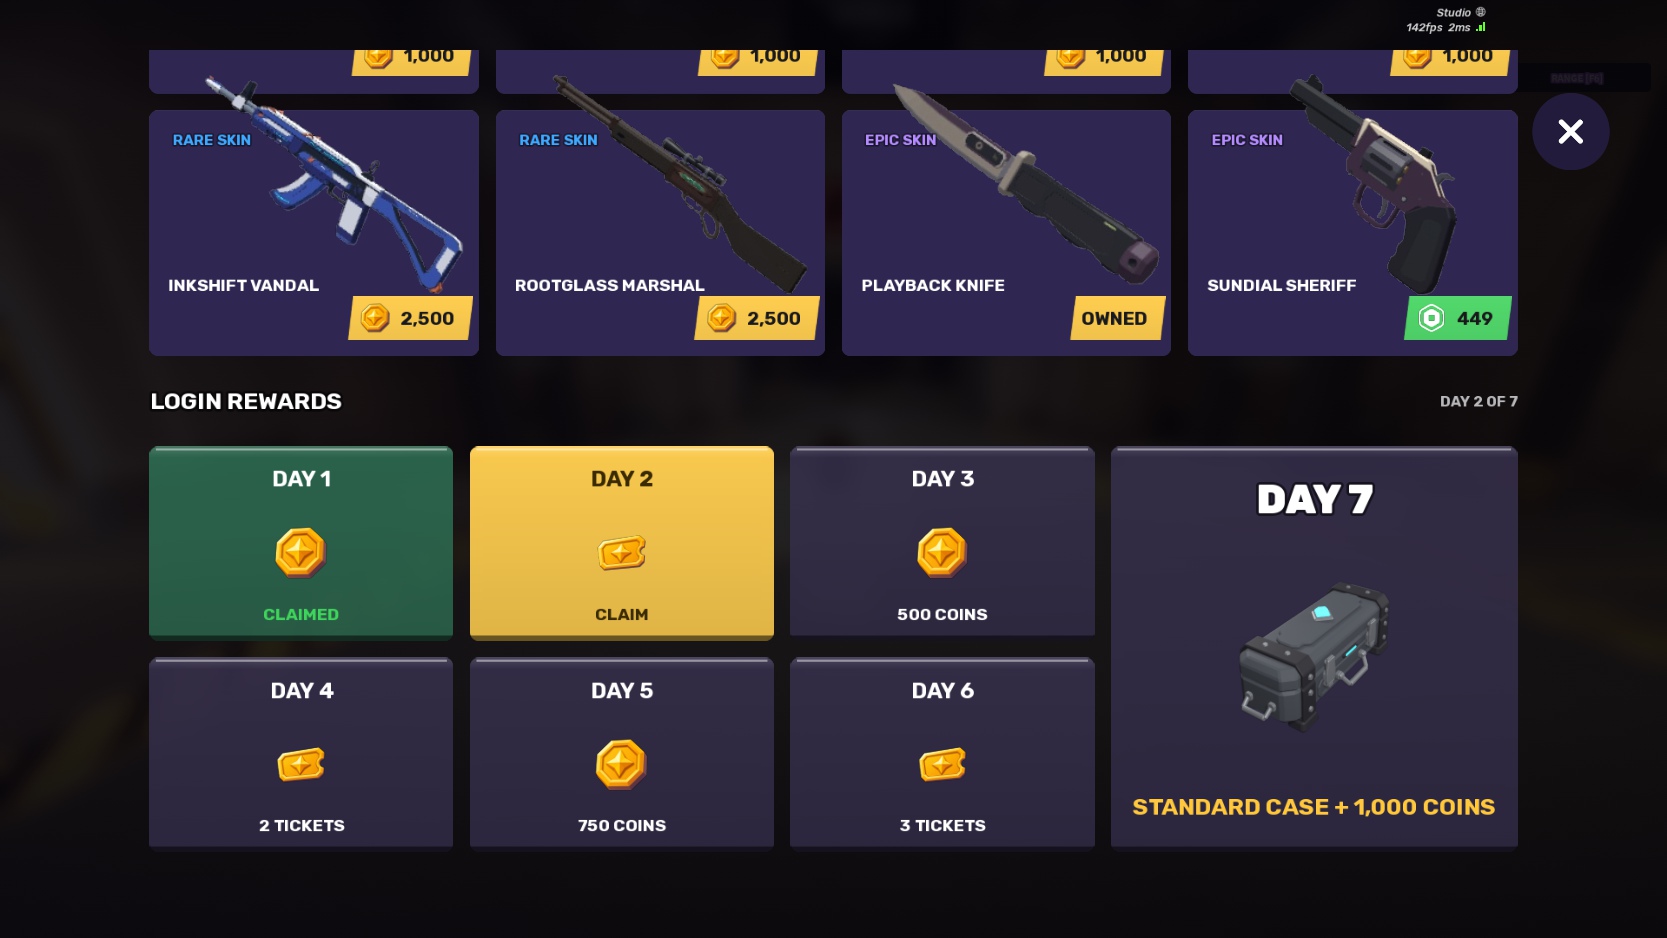 Studio
142fps 2ms
1,000
1,000
1,000
1,000
RARE SKIN
INKSHIFT VANDAL
2,500
RARE SKIN
ROOTGLASS MARSHAL
2,500
EPIC SKIN
PLAYBACK KNIFE
OWNED
EPIC SKIN
SUNDIAL SHERIFF
449
LOGIN REWARDS
DAY 2 OF 7
DAY 1
CLAIMED
DAY 2
CLAIM
DAY 3
500 COINS
DAY 4
2 TICKETS
DAY 5
750 COINS
DAY 6
3 TICKETS
DAY 7
STANDARD CASE + 1,000 COINS